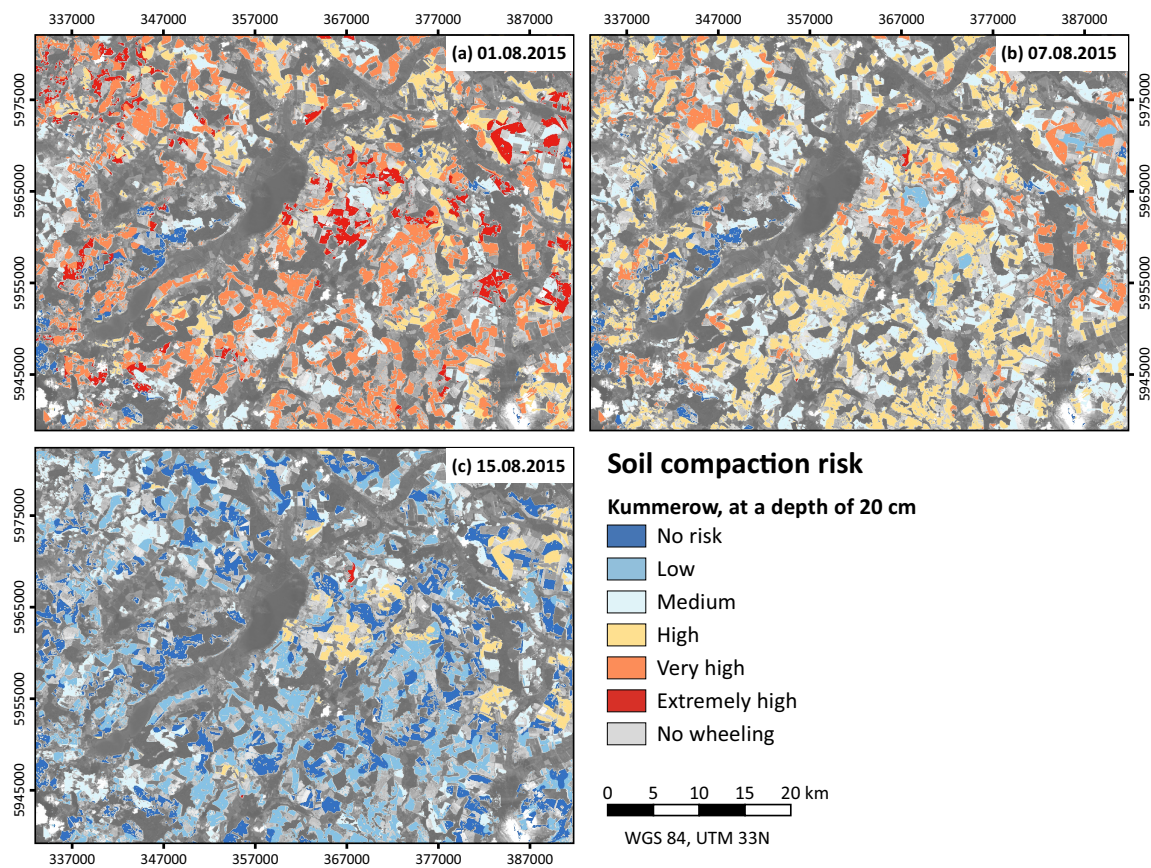 337000 347000 357000 367000 377000 387000
337000 347000 357000 367000 377000 387000
(a) 01.08.2015
(b) 07.08.2015
5975000
5965000
5955000
5945000
5975000
5965000
5955000
5945000
(c) 15.08.2015
5975000
5965000
5955000
5945000
337000 347000 357000 367000 377000 387000
Soil compaction risk
Kummerow, at a depth of 20 cm
No risk
Low
Medium
High
Very high
Extremely high
No wheeling
0 5 10 15 20 km
WGS 84, UTM 33N